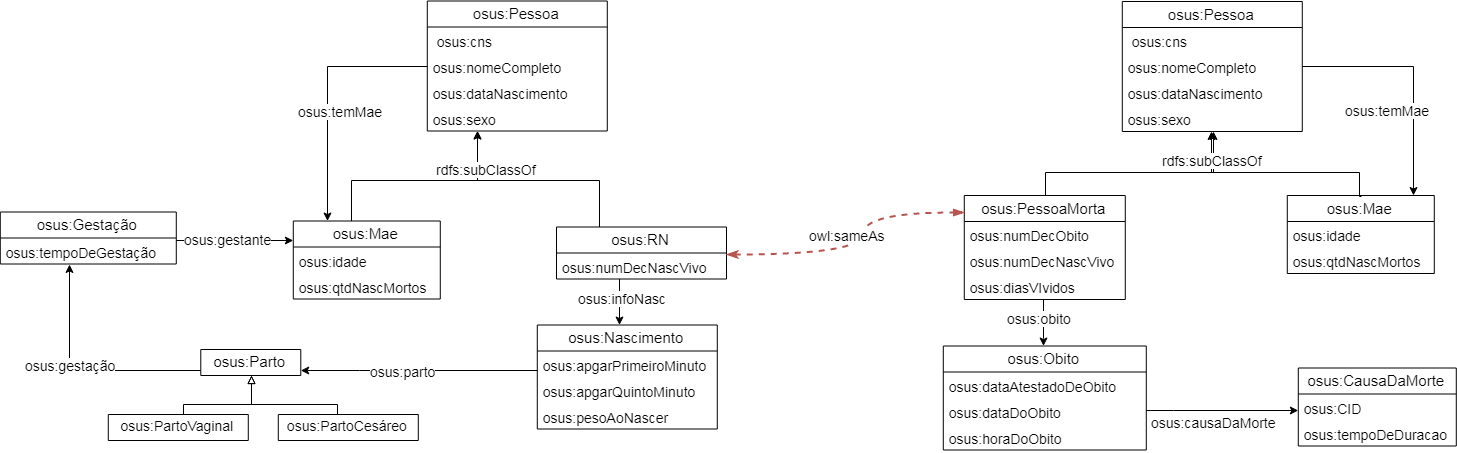 osus:Pessoa
osus:cns
osus:nomeCompleto
osus:dataNascimento
osus:sexo
osus:temMae
rdfs:subClassOf
osus:Gestação
osus:tempoDeGestação
osus:gestante
osus:Mae
osus:idade
osus:qtdNascMortos
osus:RN
osus:numDecNascVivo
osus:infoNasc
osus:Nascimento
osus:apgarPrimeiroMinuto
osus:apgarQuintoMinuto
osus:pesoAoNascer
osus:parto
osus:Parto
osus:gestação
osus:PartoVaginal
osus:PartoCesáreo
owl:sameAs
osus:Pessoa
osus:cns
osus:nomeCompleto
osus:dataNascimento
osus:sexo
osus:temMae
rdfs:subClassOf
osus:PessoaMorta
osus:numDecObito
osus:numDecNascVivo
osus:diasVIvidos
osus:Mae
osus:idade
osus:qtdNascMortos
osus:obito
osus:Obito
osus:dataAtestadoDeObito
osus:dataDoObito
osus:horaDoObito
osus:causaDaMorte
osus:CausaDaMorte
osus:CID
osus:tempoDeDuracao